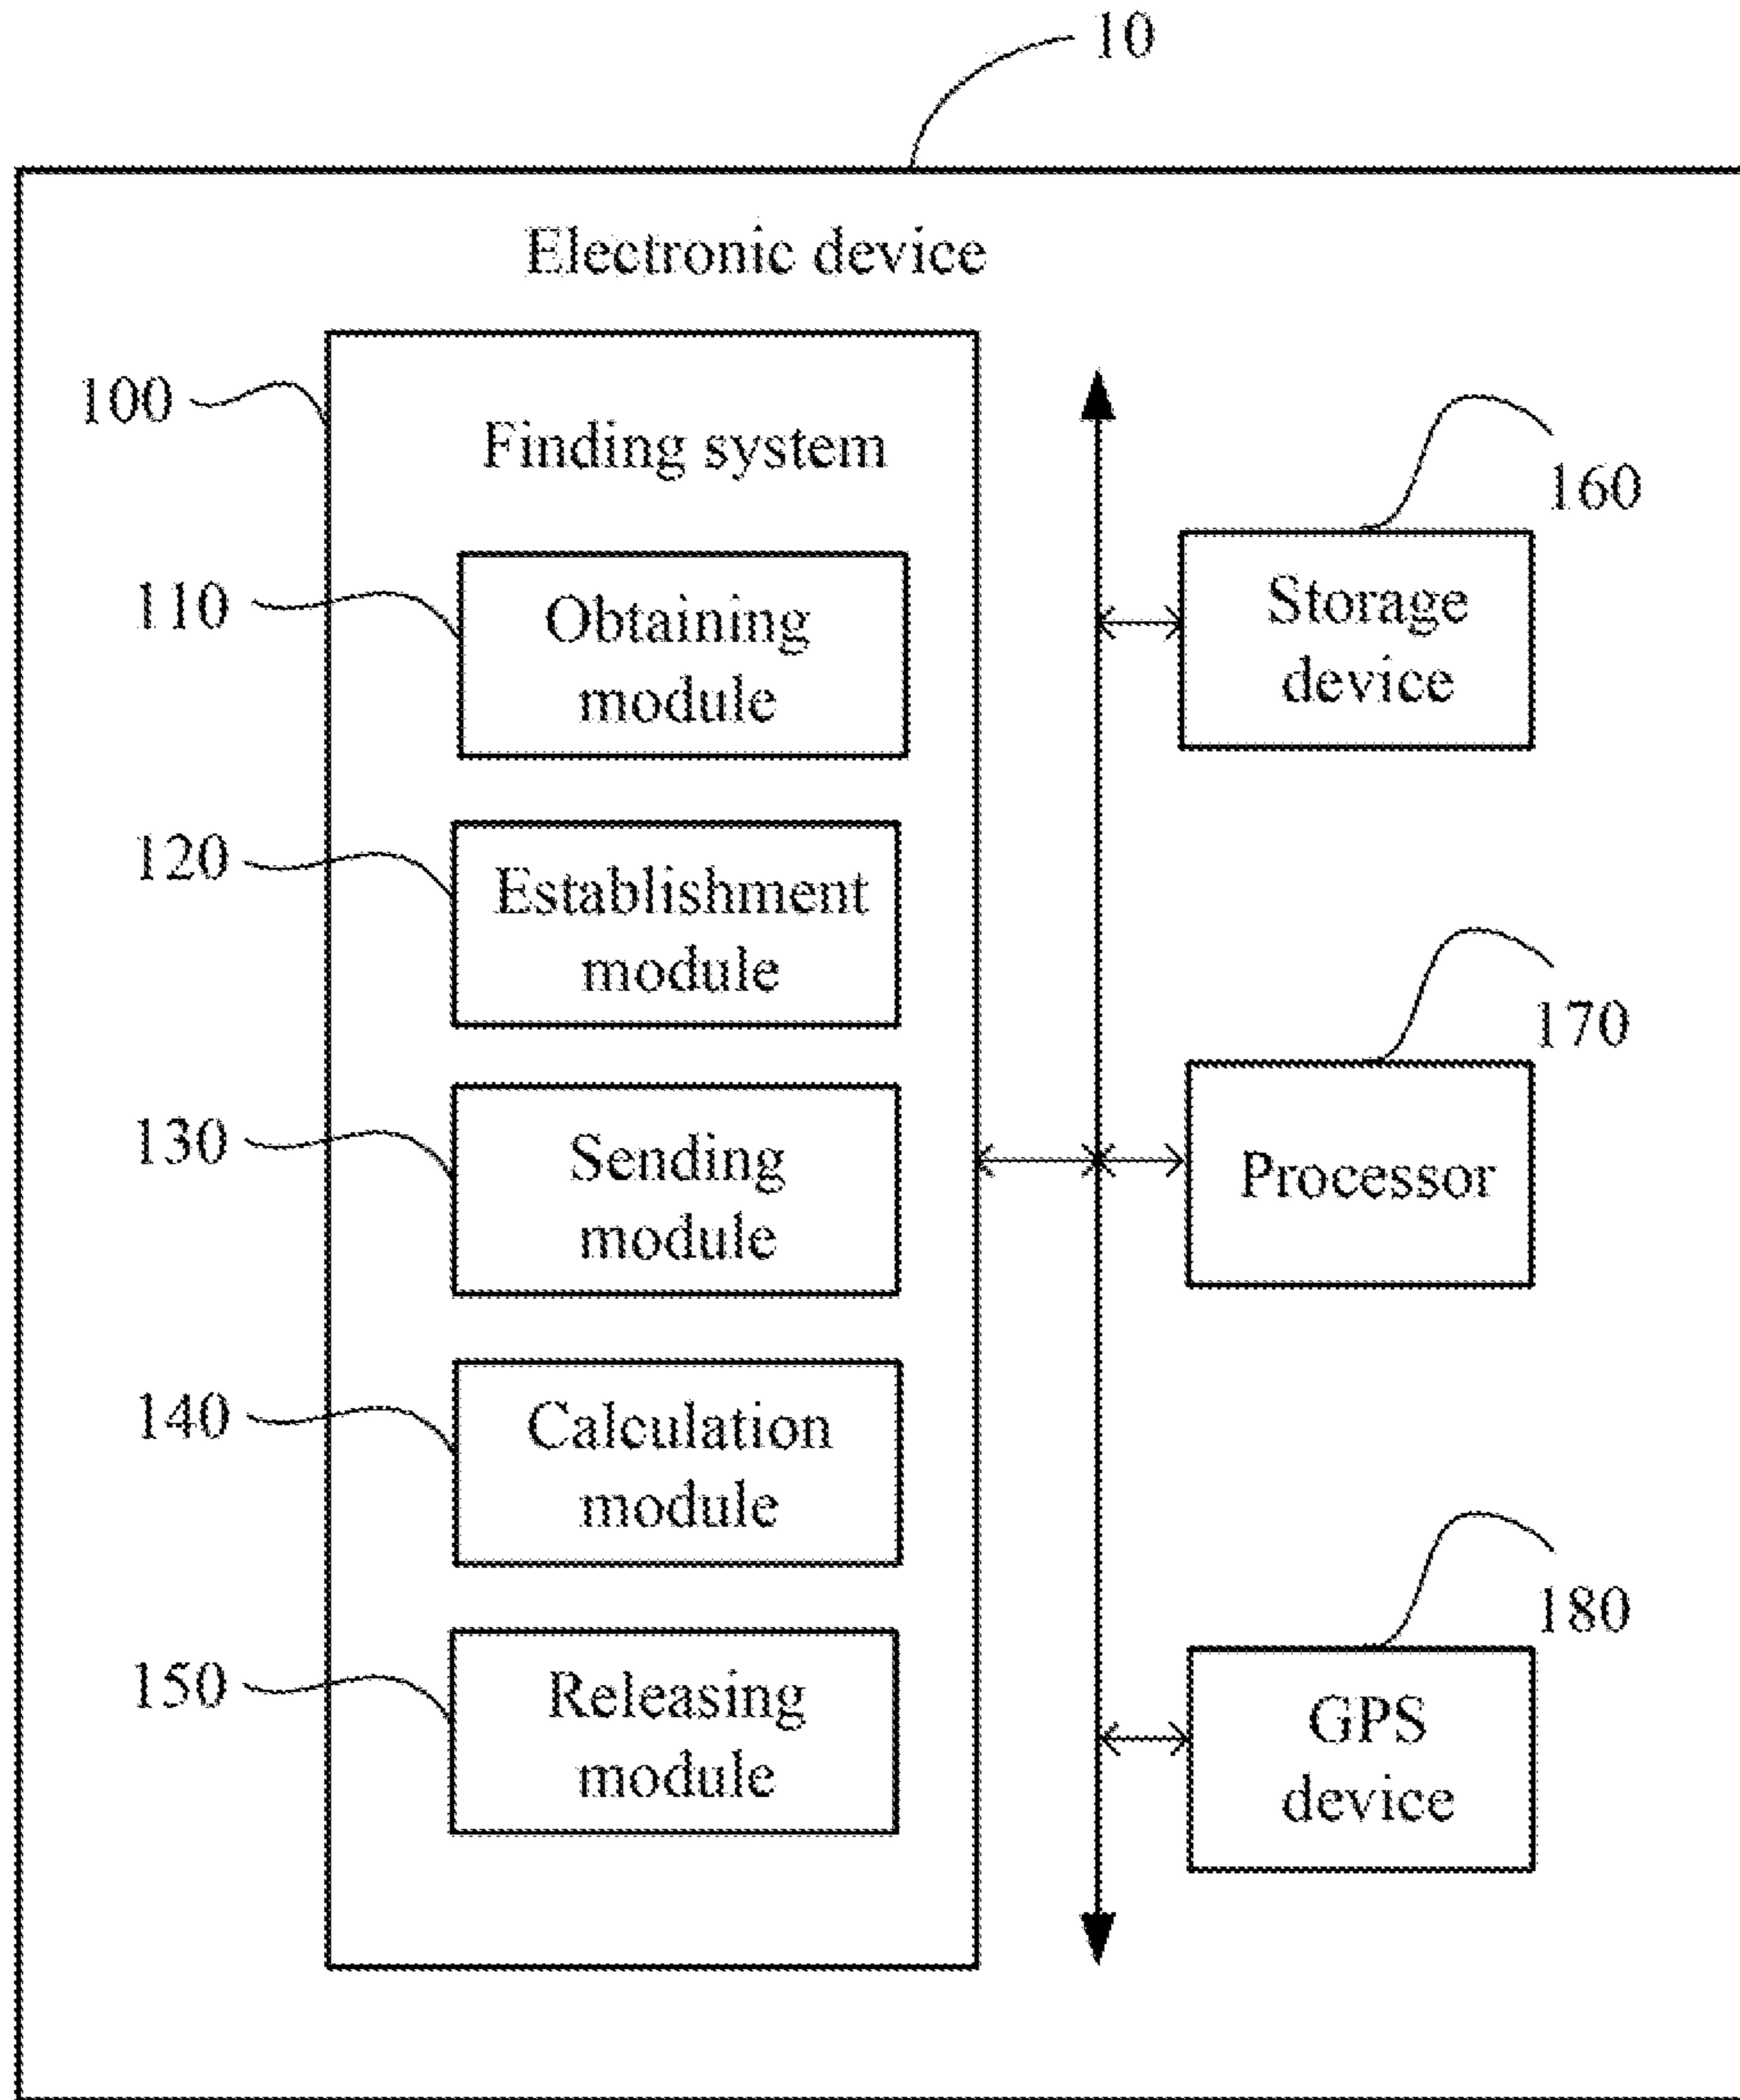 10
Electronic device
100
Finding system
160
110
Obtaining
module
Storage
device
120
Establishment
module
170
130
Sending
module
Processor
140
Calculation
module
180
150
Releasing
module
GPS
device